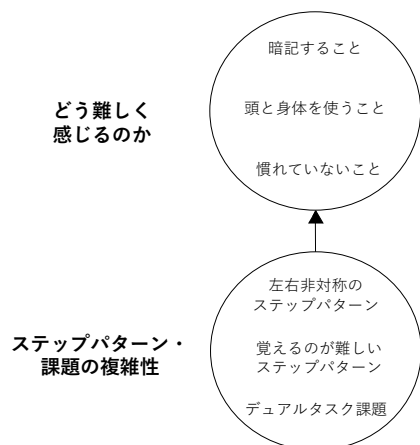 暗記すること
どう難しく
感じるのか
頭と身体を使うこと
慣れていないこと
左右非対称の
ステップパターン
ステップパターン・
課題の複雑性
覚えるのが難しい
ステップパターン
デュアルタスク課題